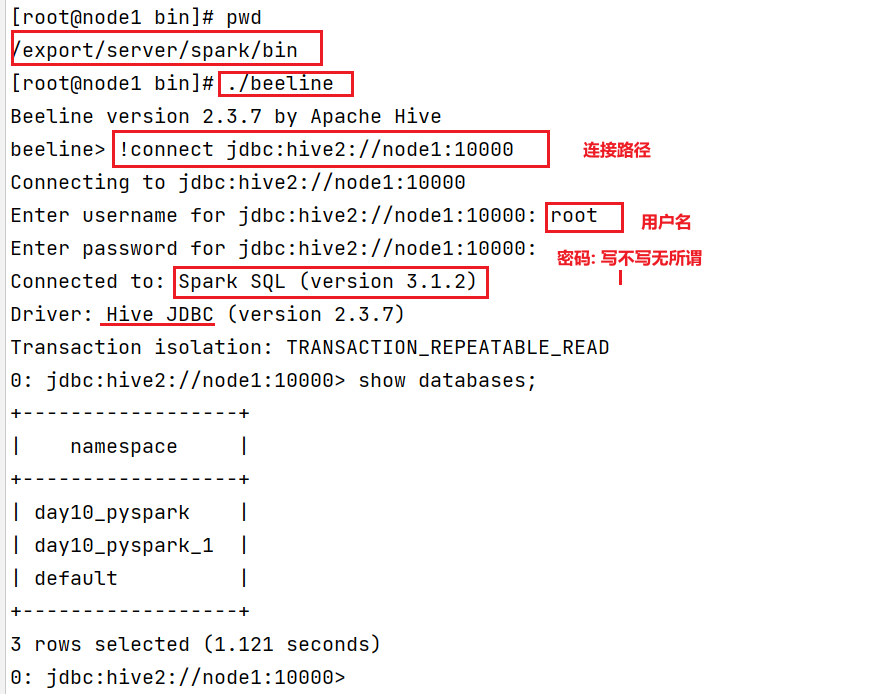 [root@node1 bin]# pwd
/export/server/spark/bin
[root@node1 bin]# ./beeline
Beeline version 2.3.7 by Apache Hive
beeline> !connect jdbc:hive2://node1:10000 连接路径
Connecting to jdbc:hive2://node1:10000
Enter username for jdbc:hive2://node1:10000: root 用户名
Enter password for jdbc:hive2://node1:10000: 密码: 写不写无所谓
Connected to: Spark SQL (version 3.1.2)
Driver: Hive JDBC (version 2.3.7)
Transaction isolation: TRANSACTION_REPEATABLE_READ
0: jdbc:hive2://node1:10000> show databases;
+------------------+
|    namespace     |
+------------------+
| day10_pyspark    |
| day10_pyspark_1  |
| default          |
+------------------+
3 rows selected (1.121 seconds)
0: jdbc:hive2://node1:10000>